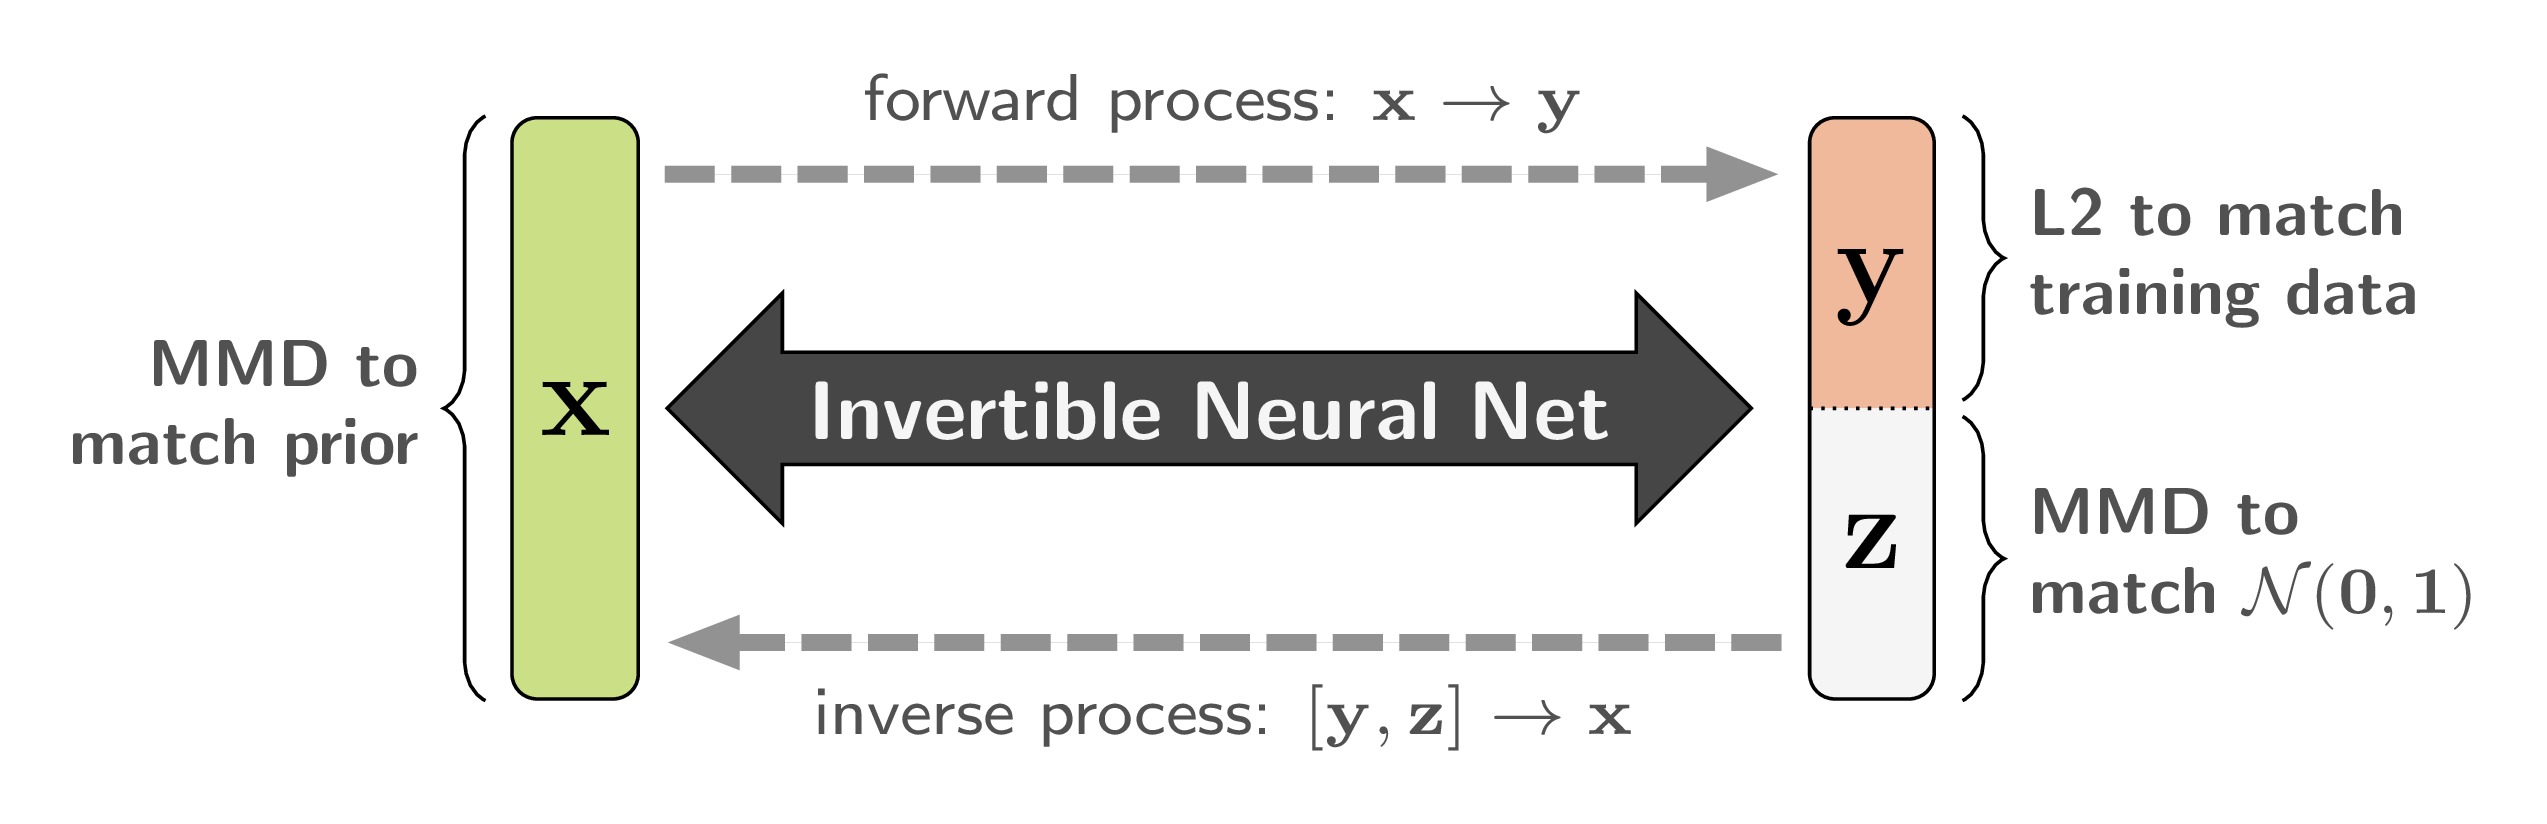 forward process: x → y
MMD to
match prior
x
Invertible Neural Net
y
z
L2 to match
training data
MMD to
match 𝒩(0, 1)
inverse process: [y, z] → x